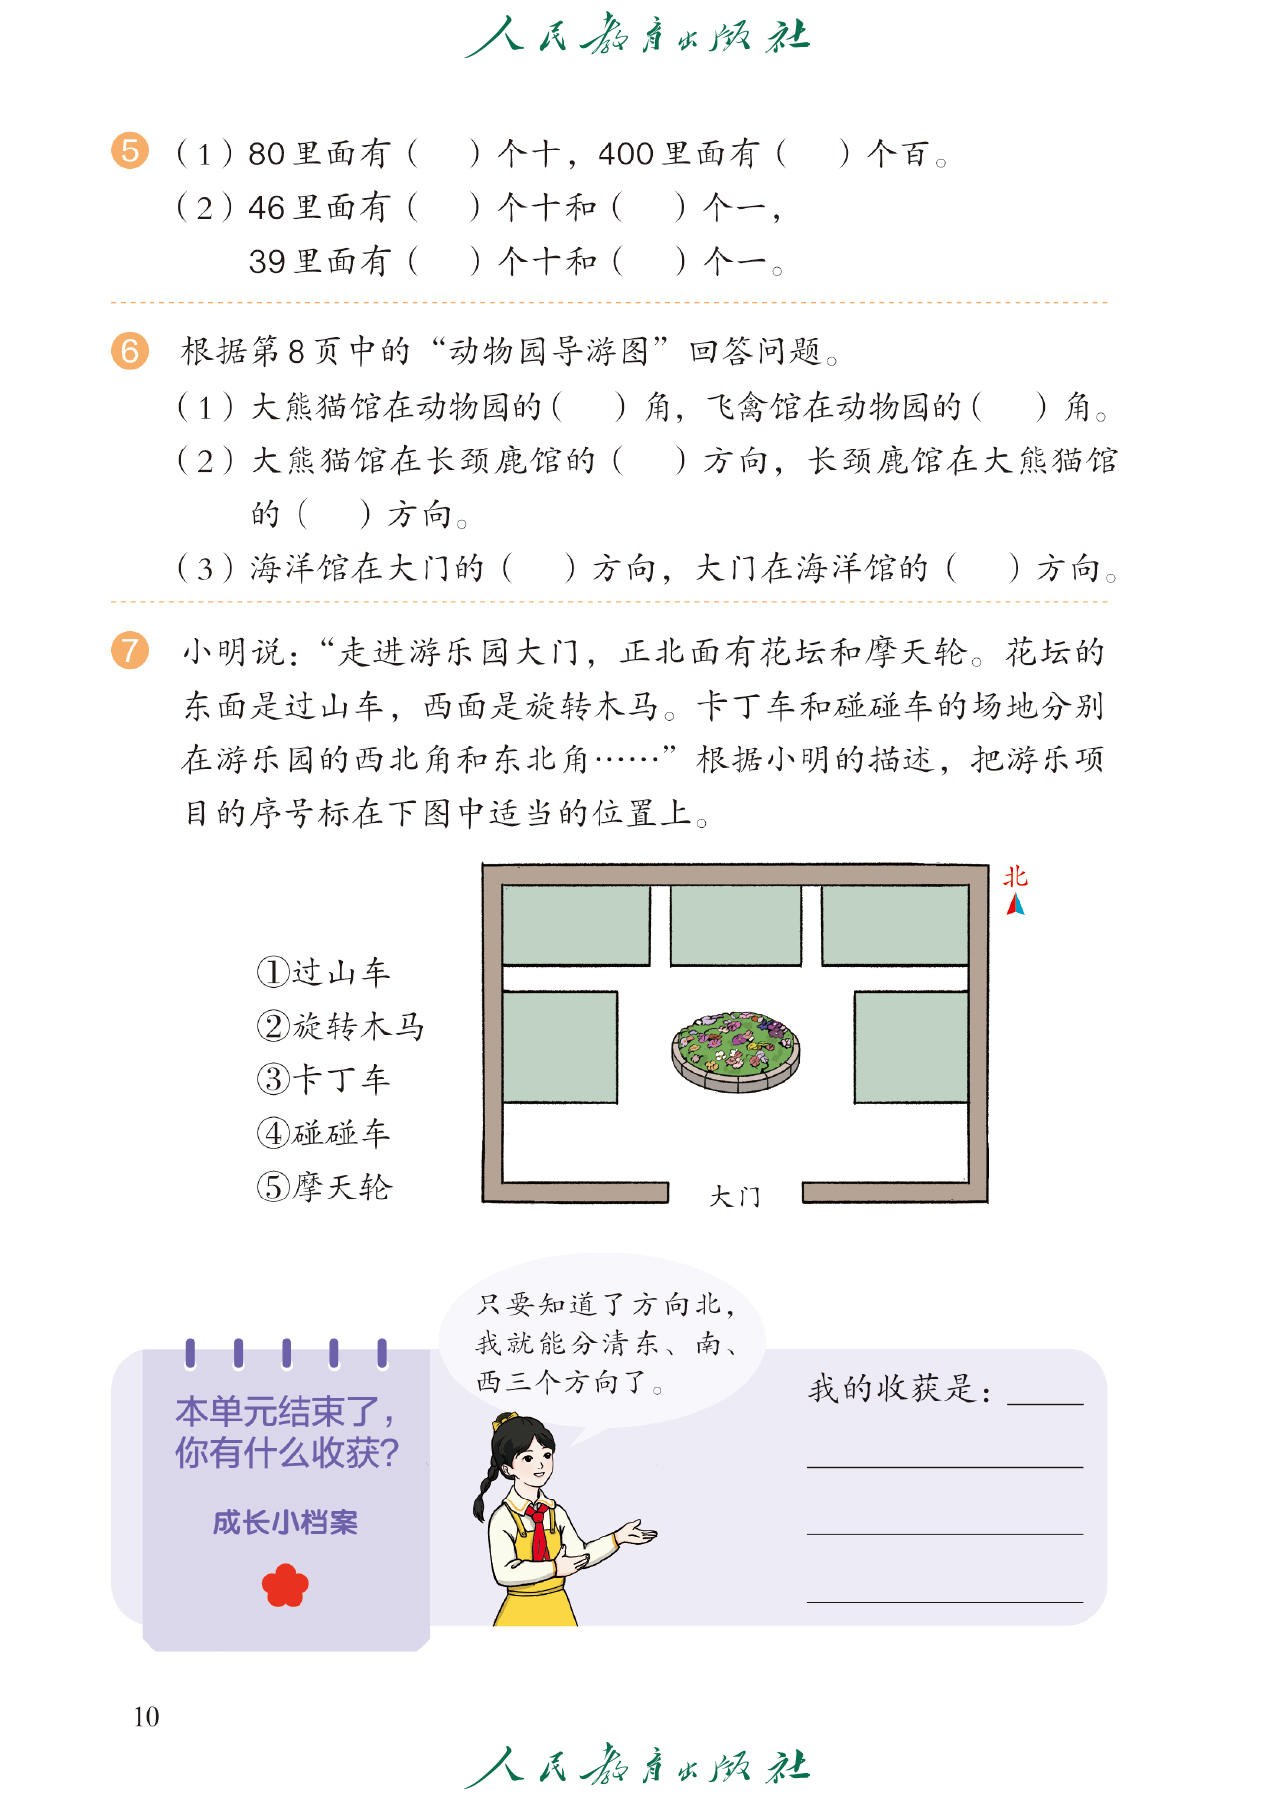 人民教育出版社
5 （1）80里面有（　）个十，400里面有（　）个百。
（2）46里面有（　）个十和（　）个一，
39里面有（　）个十和（　）个一。
6 根据第8页中的“动物园导游图”回答问题。
（1）大熊猫馆在动物园的（　）角，飞禽馆在动物园的（　）角。
（2）大熊猫馆在长颈鹿馆的（　）方向，长颈鹿馆在大熊猫馆
的（　）方向。
（3）海洋馆在大门的（　）方向，大门在海洋馆的（　）方向。
7 小明说：“走进游乐园大门，正北面有花坛和摩天轮。花坛的
东面是过山车，西面是旋转木马。卡丁车和碰碰车的场地分别
在游乐园的西北角和东北角……”根据小明的描述，把游乐项
目的序号标在下图中适当的位置上。
北
①过山车
②旋转木马
③卡丁车
④碰碰车
⑤摩天轮
大门
只要知道了方向北，
我就能分清东、南、
西三个方向了。
本单元结束了，
你有什么收获？
成长小档案
我的收获是：
10
人民教育出版社